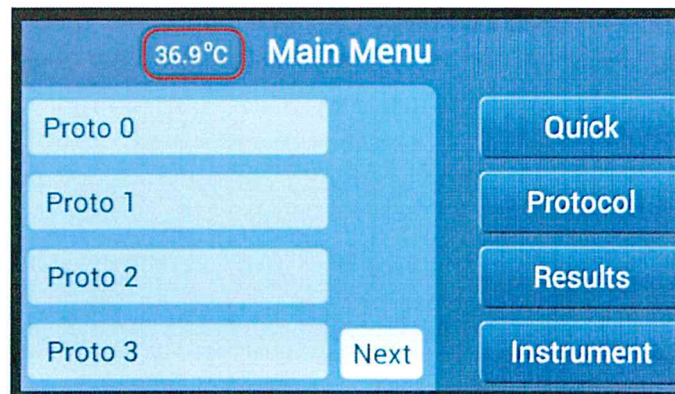 36.9°C Main Menu
Proto 0
Quick
Proto 1
Protocol
Proto 2
Results
Proto 3
Next
Instrument